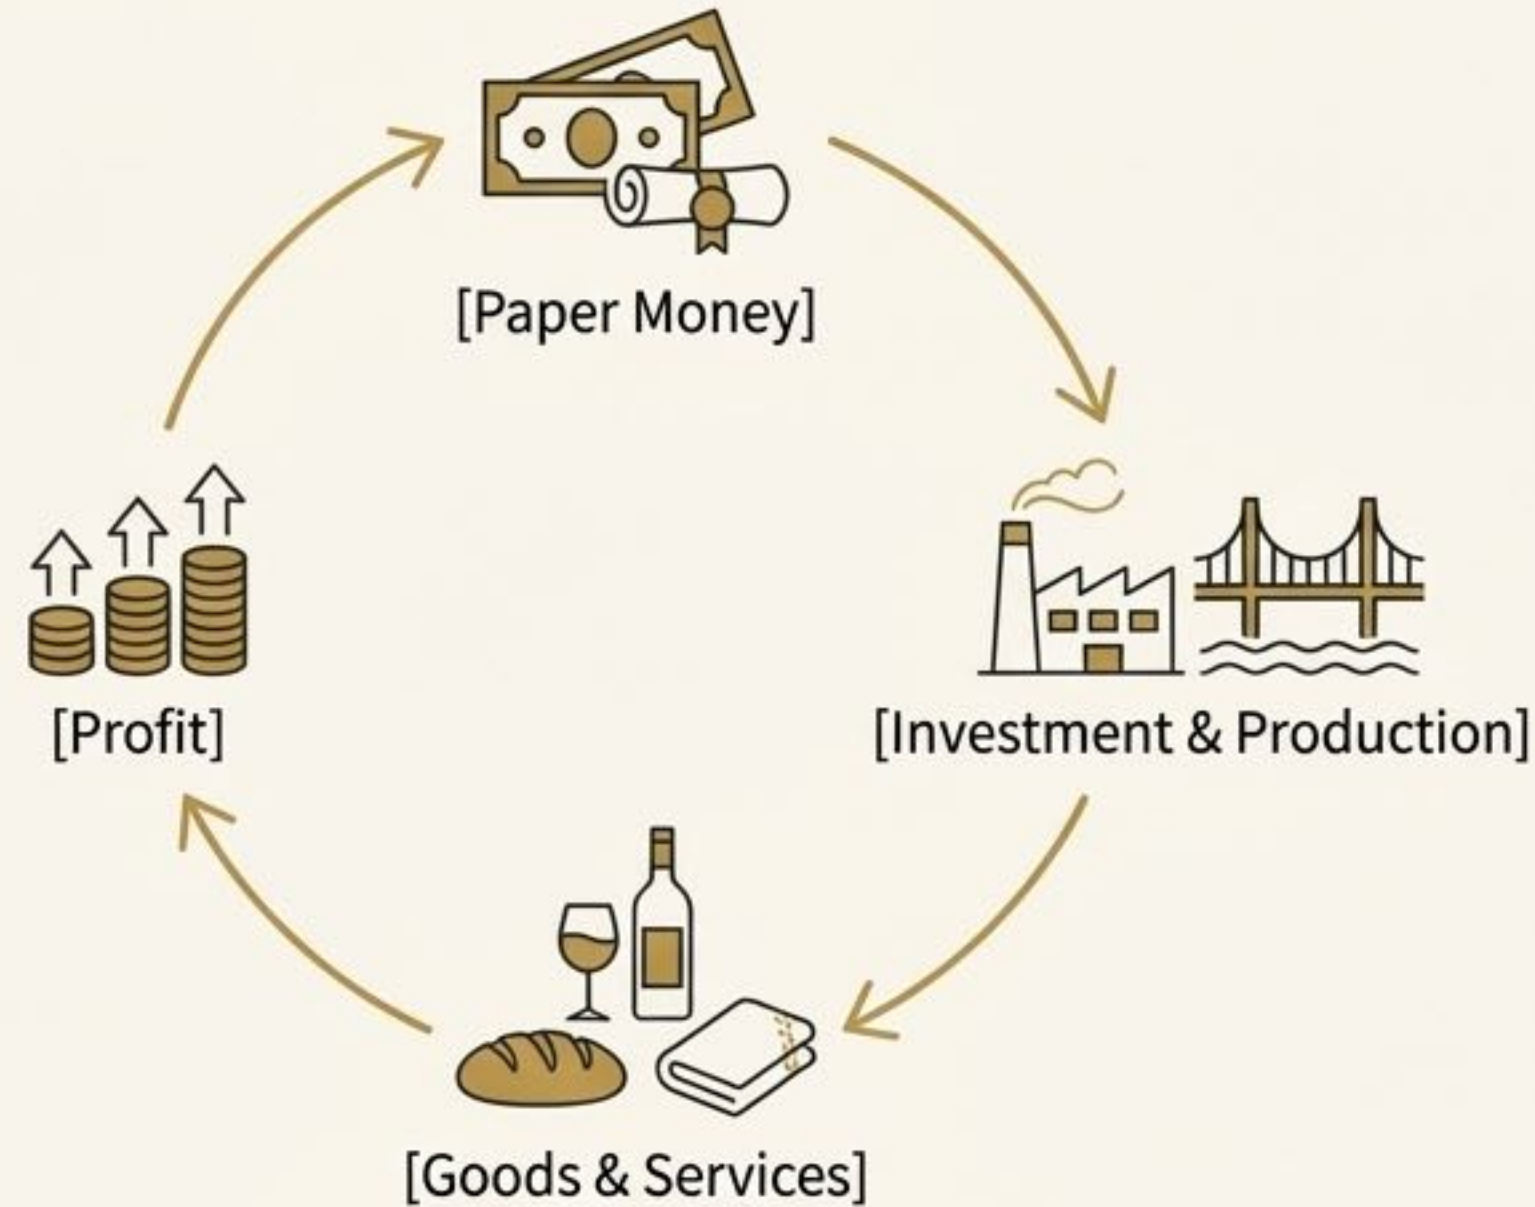 [Paper Money]
[Profit]
[Investment & Production]
[Goods & Services]